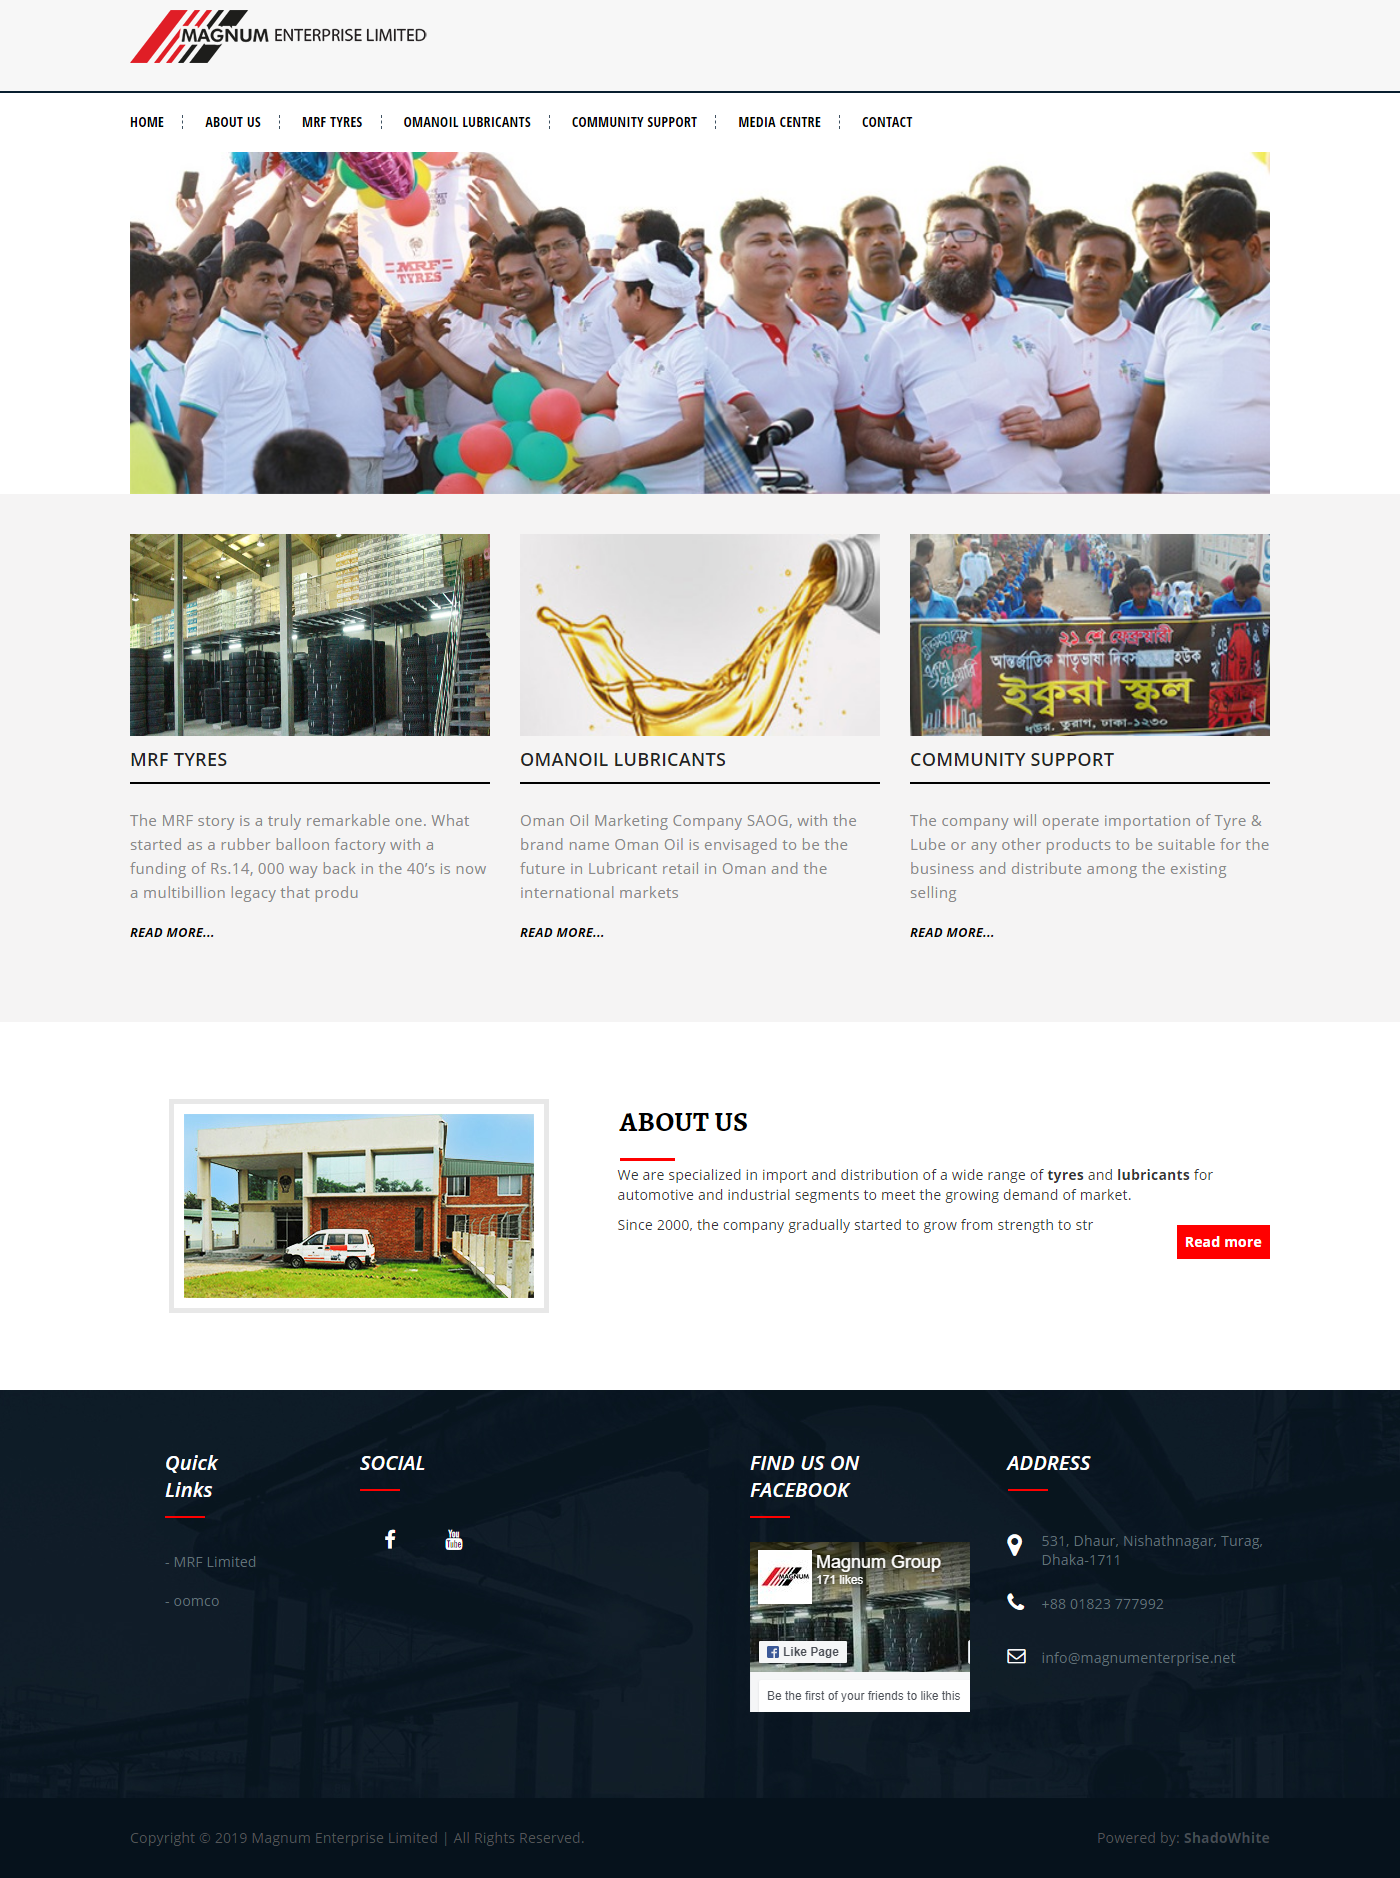 MAGNUM ENTERPRISE LIMITED
HOME
ABOUT US
MRF TYRES
OMANOIL LUBRICANTS
COMMUNITY SUPPORT
MEDIA CENTRE
CONTACT
MRF
TYRES
২১ শে ফেব্রুয়ারী
আন্তর্জাতিক মাতৃভাষা দিবস
ইক্বরা স্কুল
ধউর, তুরাগ, ঢাকা-১২৩০
MRF TYRES
The MRF story is a truly remarkable one. What
started as a rubber balloon factory with a
funding of Rs.14, 000 way back in the 40’s is now
a multibillion legacy that produ
READ MORE...
OMANOIL LUBRICANTS
Oman Oil Marketing Company SAOG, with the
brand name Oman Oil is envisaged to be the
future in Lubricant retail in Oman and the
international markets
READ MORE...
COMMUNITY SUPPORT
The company will operate importation of Tyre &
Lube or any other products to be suitable for the
business and distribute among the existing
selling
READ MORE...
ABOUT US
We are specialized in import and distribution of a wide range of tyres and lubricants for
automotive and industrial segments to meet the growing demand of market.
Since 2000, the company gradually started to grow from strength to str
Read more
Quick
Links
- MRF Limited
- oomco
SOCIAL
You
Tube
FIND US ON
FACEBOOK
MAGNUM
Magnum Group
171 likes
Like Page
Be the first of your friends to like this
ADDRESS
531, Dhaur, Nishathnagar, Turag,
Dhaka-1711
+88 01823 777992
info@magnumenterprise.net
Copyright © 2019 Magnum Enterprise Limited | All Rights Reserved.
Powered by: ShadoWhite